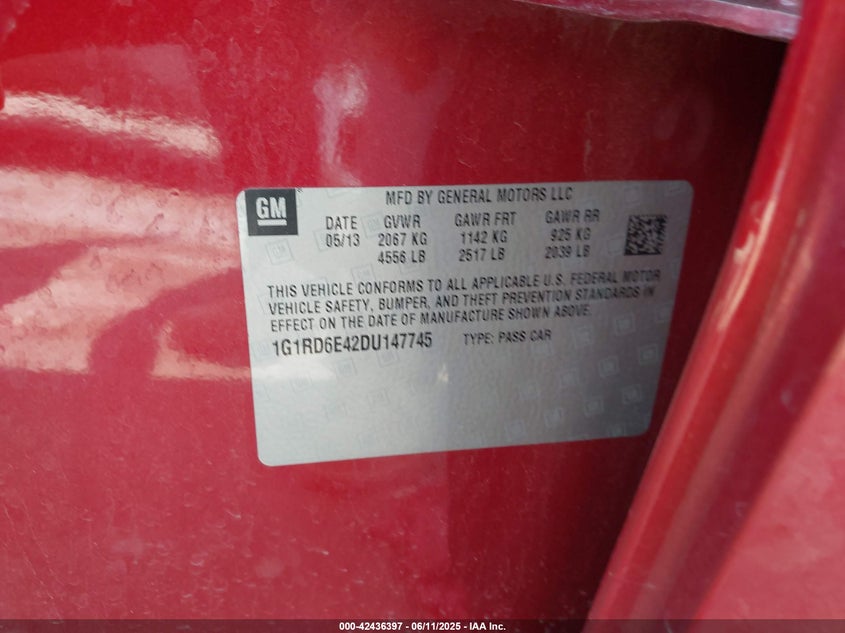 GM
MFD BY GENERAL MOTORS LLC
DATE GVWR GAWR FRT GAWR RR
05/13 2067 KG 1142 KG 925 KG
4556 LB 2517 LB 2039 LB
THIS VEHICLE CONFORMS TO ALL APPLICABLE U.S. FEDERAL MOTOR
VEHICLE SAFETY, BUMPER, AND THEFT PREVENTION STANDARDS IN
EFFECT ON THE DATE OF MANUFACTURE SHOWN ABOVE.
1G1RD6E42DU147745 TYPE: PASS CAR
000-42436397 - 06/11/2025 - IAA Inc.